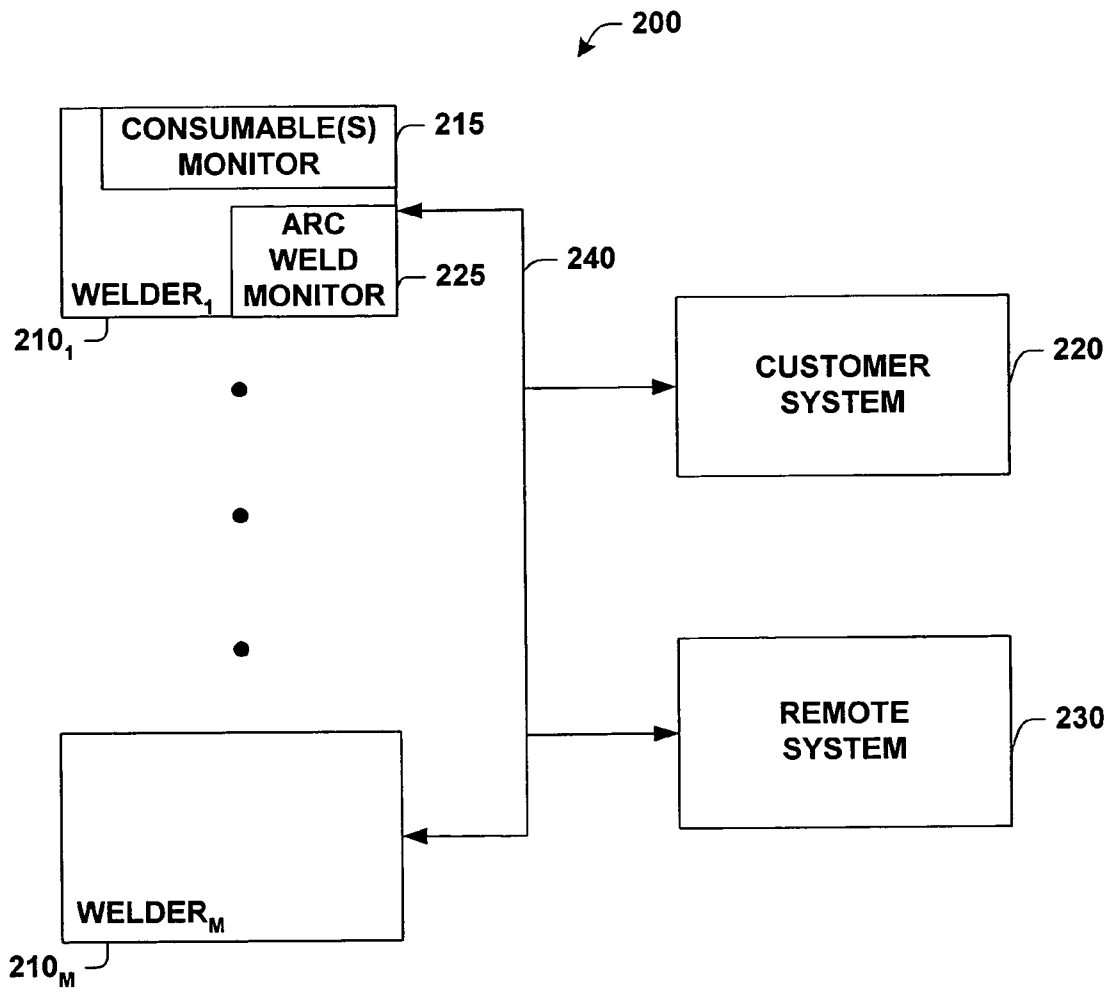 200
CONSUMABLE(S)
MONITOR
215
ARC
WELD
MONITOR
225
WELDER1
2101
240
CUSTOMER
SYSTEM
220
REMOTE
SYSTEM
230
WELDERM
210M